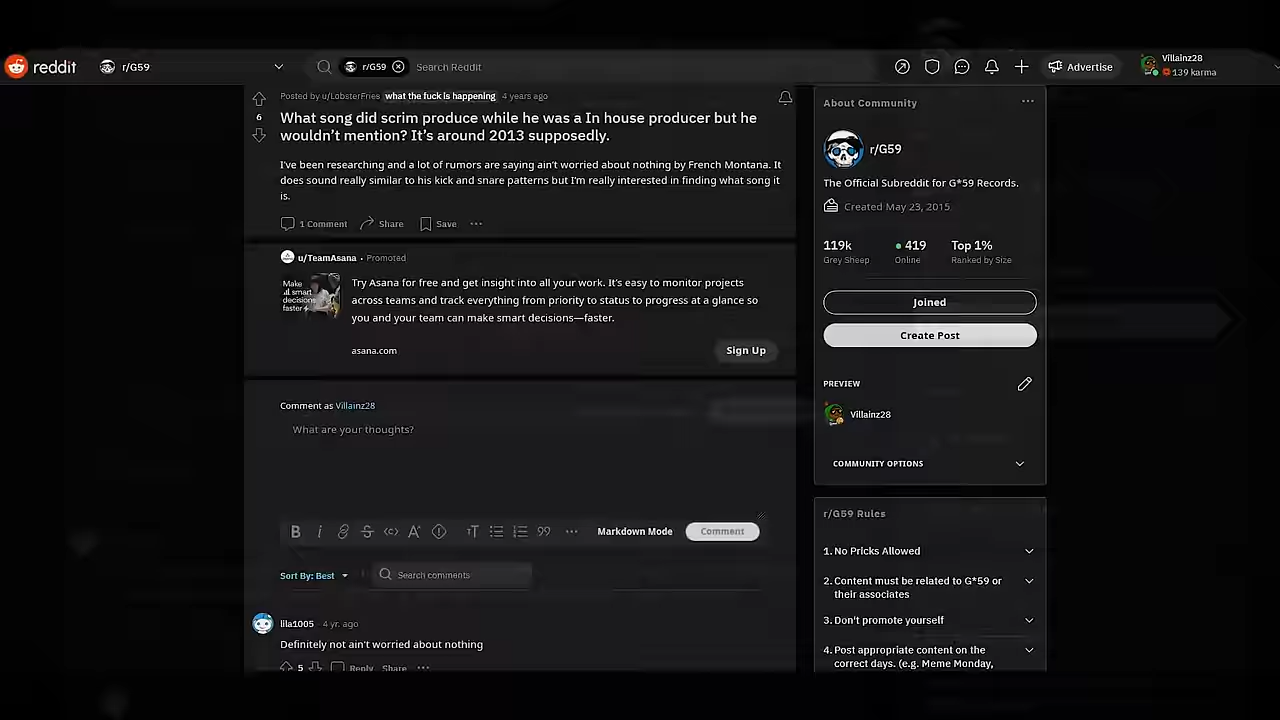 reddit r/G59 r/G59 Search Reddit Advertise Villainz28
139 karma
Posted by u/LobsterFries what the fuck is happening 4 years ago
6
What song did scrim produce while he was a In house producer but he
wouldn't mention? It's around 2013 supposedly.
I've been researching and a lot of rumors are saying ain't worried about nothing by French Montana. It
does sound really similar to his kick and snare patterns but I'm really interested in finding what song it
is.
1 Comment Share Save
u/TeamAsana • Promoted
Make
smart
decisions
faster
Try Asana for free and get insight into all your work. It's easy to monitor projects
across teams and track everything from priority to status to progress at a glance so
you and your team can make smart decisions—faster.
asana.com
Sign Up
Comment as Villainz28
What are your thoughts?
Markdown Mode Comment
Sort By: Best
Search comments
lila1005 4 yr. ago
Definitely not ain't worried about nothing
5 Reply Share
About Community
r/G59
The Official Subreddit for G*59 Records.
Created May 23, 2015
119k 419 Top 1%
Grey Sheep Online Ranked by Size
Joined
Create Post
PREVIEW
Villainz28
COMMUNITY OPTIONS
r/G59 Rules
1. No Pricks Allowed
2. Content must be related to G*59 or
their associates
3. Don't promote yourself
4. Post appropriate content on the
correct days. (e.g. Meme Monday,